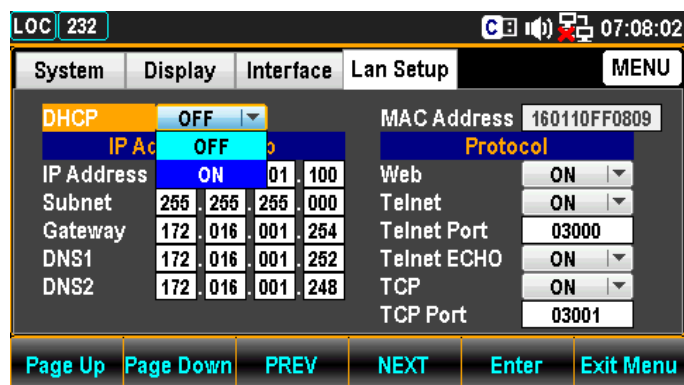 LOC 232 C 07:08:02
System Display Interface Lan Setup MENU
DHCP OFF
OFF
ON
IP Address 01 . 100
Subnet 255 . 255 . 255 . 000
Gateway 172 . 016 . 001 . 254
DNS1 172 . 016 . 001 . 252
DNS2 172 . 016 . 001 . 248
MAC Address 160110FF0809
Protocol
Web ON
Telnet ON
Telnet Port 03000
Telnet ECHO ON
TCP ON
TCP Port 03001
Page Up Page Down PREV NEXT Enter Exit Menu